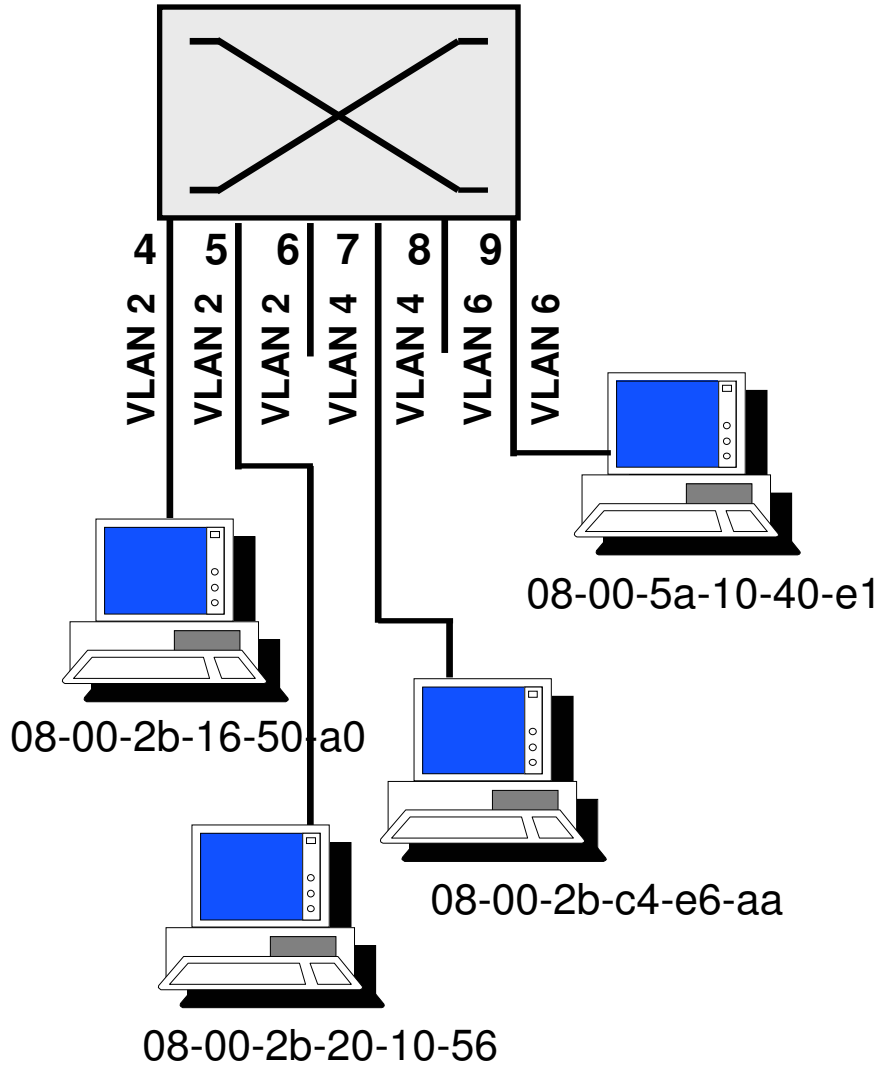 4 5 6 7 8 9
VLAN 2
VLAN 2
VLAN 2
VLAN 4
VLAN 4
VLAN 6
VLAN 6
08-00-5a-10-40-e1
08-00-2b-16-50-a0
08-00-2b-c4-e6-aa
08-00-2b-20-10-56